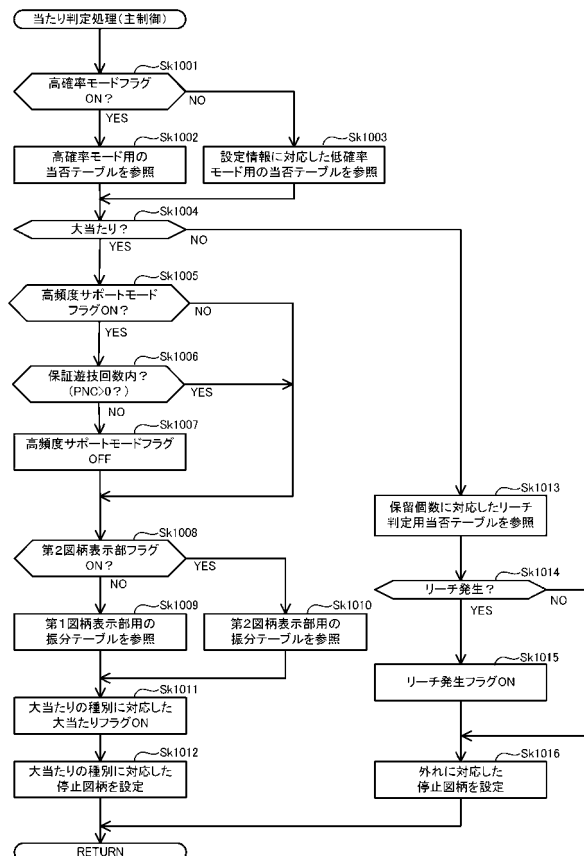 当たり判定処理(主制御)
Sk1001
高確率モードフラグ
ON?
NO
YES
Sk1002
高確率モード用の
当否テーブルを参照
Sk1003
設定情報に対応した低確率
モード用の当否テーブルを参照
Sk1004
大当たり?
NO
YES
Sk1005
高頻度サポートモード
フラグON?
NO
YES
Sk1006
保証遊技回数内?
(PNC>0?)
YES
NO
Sk1007
高頻度サポートモードフラグ
OFF
Sk1008
第2図柄表示部フラグ
ON?
YES
NO
Sk1009
第1図柄表示部用の
振分テーブルを参照
Sk1010
第2図柄表示部用の
振分テーブルを参照
Sk1011
大当たりの種別に対応した
大当たりフラグON
Sk1012
大当たりの種別に対応した
停止図柄を設定
Sk1013
保留個数に対応したリーチ
判定用当否テーブルを参照
Sk1014
リーチ発生?
NO
YES
Sk1015
リーチ発生フラグON
Sk1016
外れに対応した
停止図柄を設定
RETURN